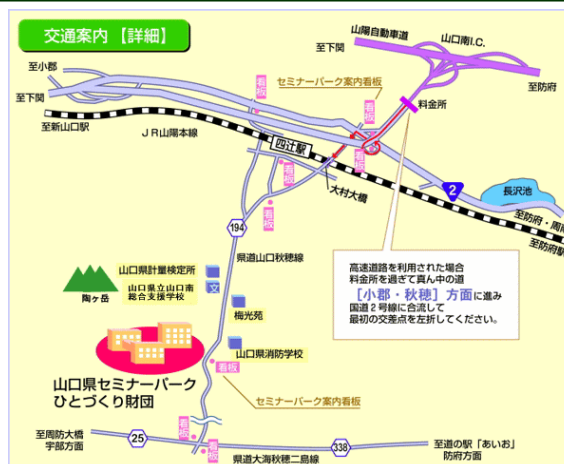 交通案内【詳細】
山陽自動車道
山口南I.C.
至下関
至防府
至小郡
至下関
セミナーパーク案内看板
看板
看板
料金所
看板
至新山口駅
JR山陽本線
四辻駅
看板
大村大橋
看板
2
長沢池
至防府・周南
至防府駅
194
県道山口秋穂線
高速道路を利用された場合
料金所を過ぎて真ん中の道
[小郡・秋穂]方面に進み
国道2号線に合流して
最初の交差点を左折してください。
陶ヶ岳
山口県計量検定所
山口県立山口南
総合支援学校
文
梅光苑
山口県消防学校
看板
山口県セミナーパーク
ひとづくり財団
セミナーパーク案内看板
看板
看板
至周防大橋
宇部方面
25
338
県道大海秋穂二島線
至道の駅「あいお」
防府方面